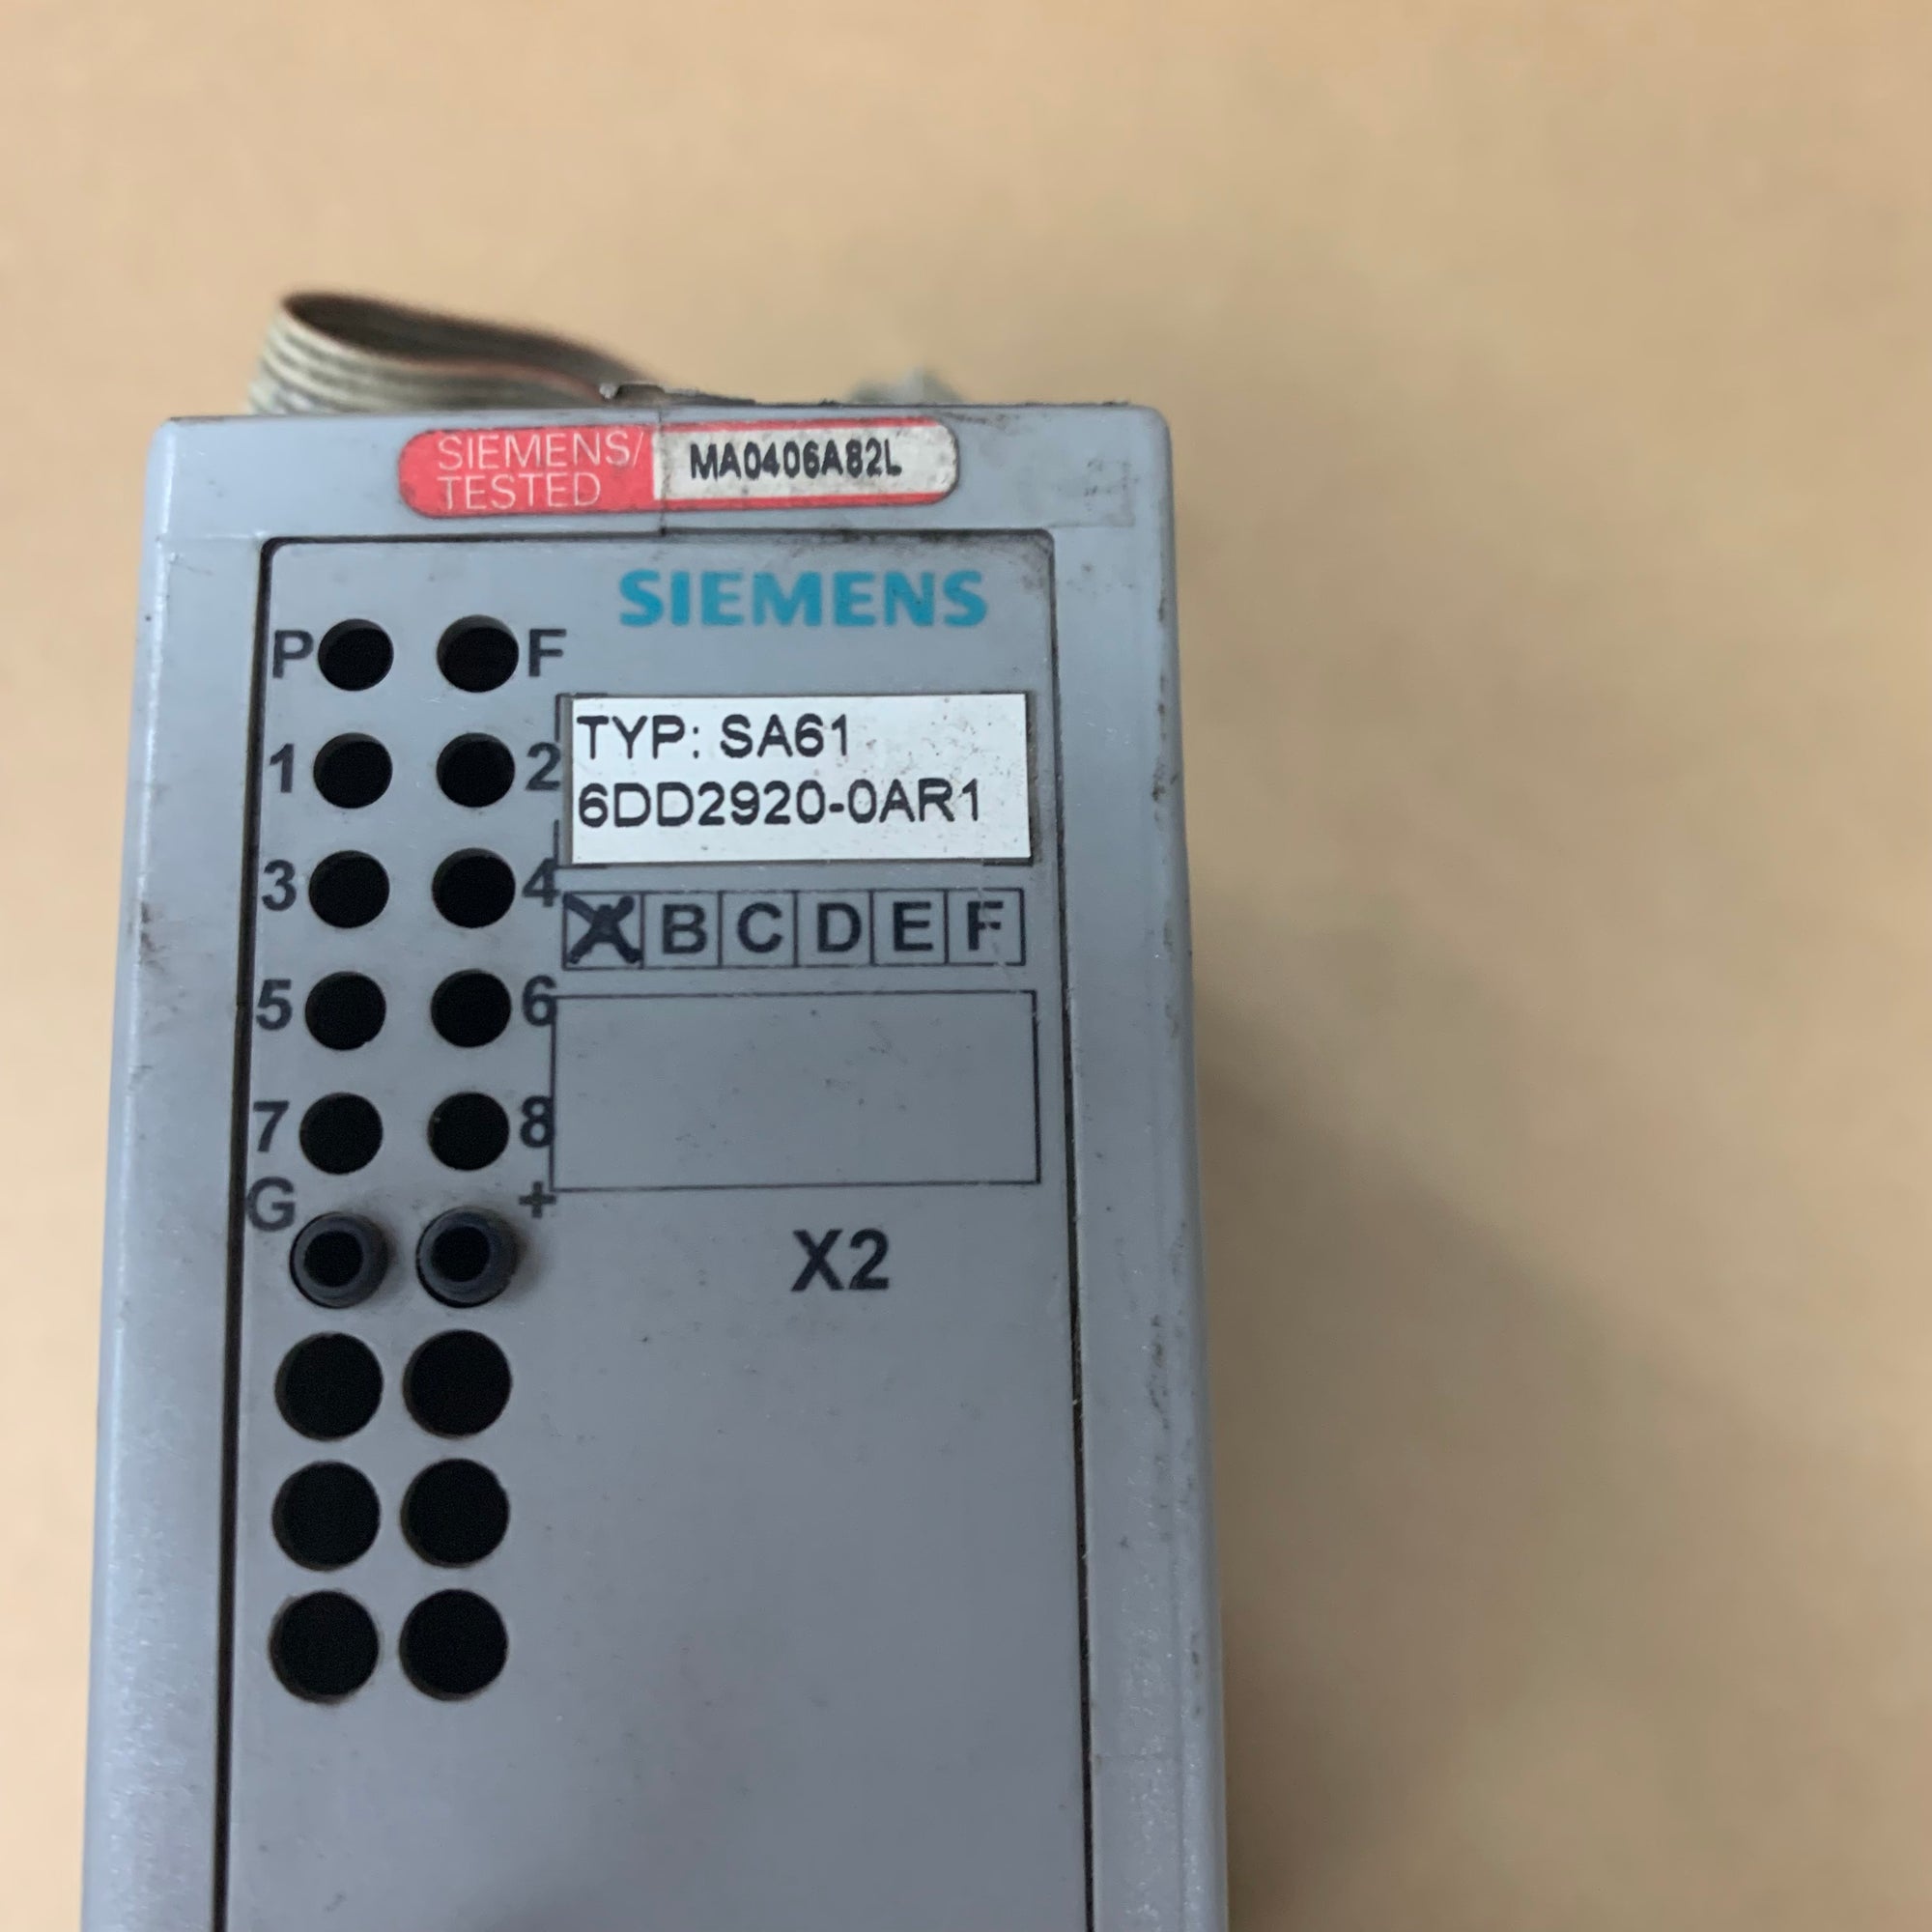 SIEMENS/
TESTED
MA0406A82L
SIEMENS
P F
TYP: SA61
6DD2920-0AR1
1 2
3 4
A B C D E F
5 6
7 8
G +
X2